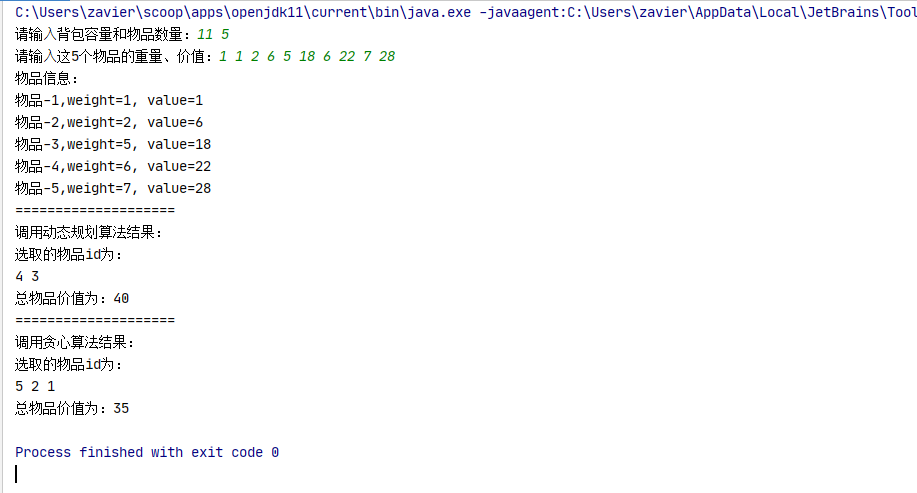 C:\Users\zavier\scoop\apps\openjdk11\current\bin\java.exe -javaagent:C:\Users\zavier\AppData\Local\JetBrains\Tool
请输入背包容量和物品数量：11 5
请输入这5个物品的重量、价值：1 1 2 6 5 18 6 22 7 28
物品信息：
物品-1,weight=1, value=1
物品-2,weight=2, value=6
物品-3,weight=5, value=18
物品-4,weight=6, value=22
物品-5,weight=7, value=28
====================
调用动态规划算法结果：
选取的物品id为：
4 3
总物品价值为：40
====================
调用贪心算法结果：
选取的物品id为：
5 2 1
总物品价值为：35
Process finished with exit code 0